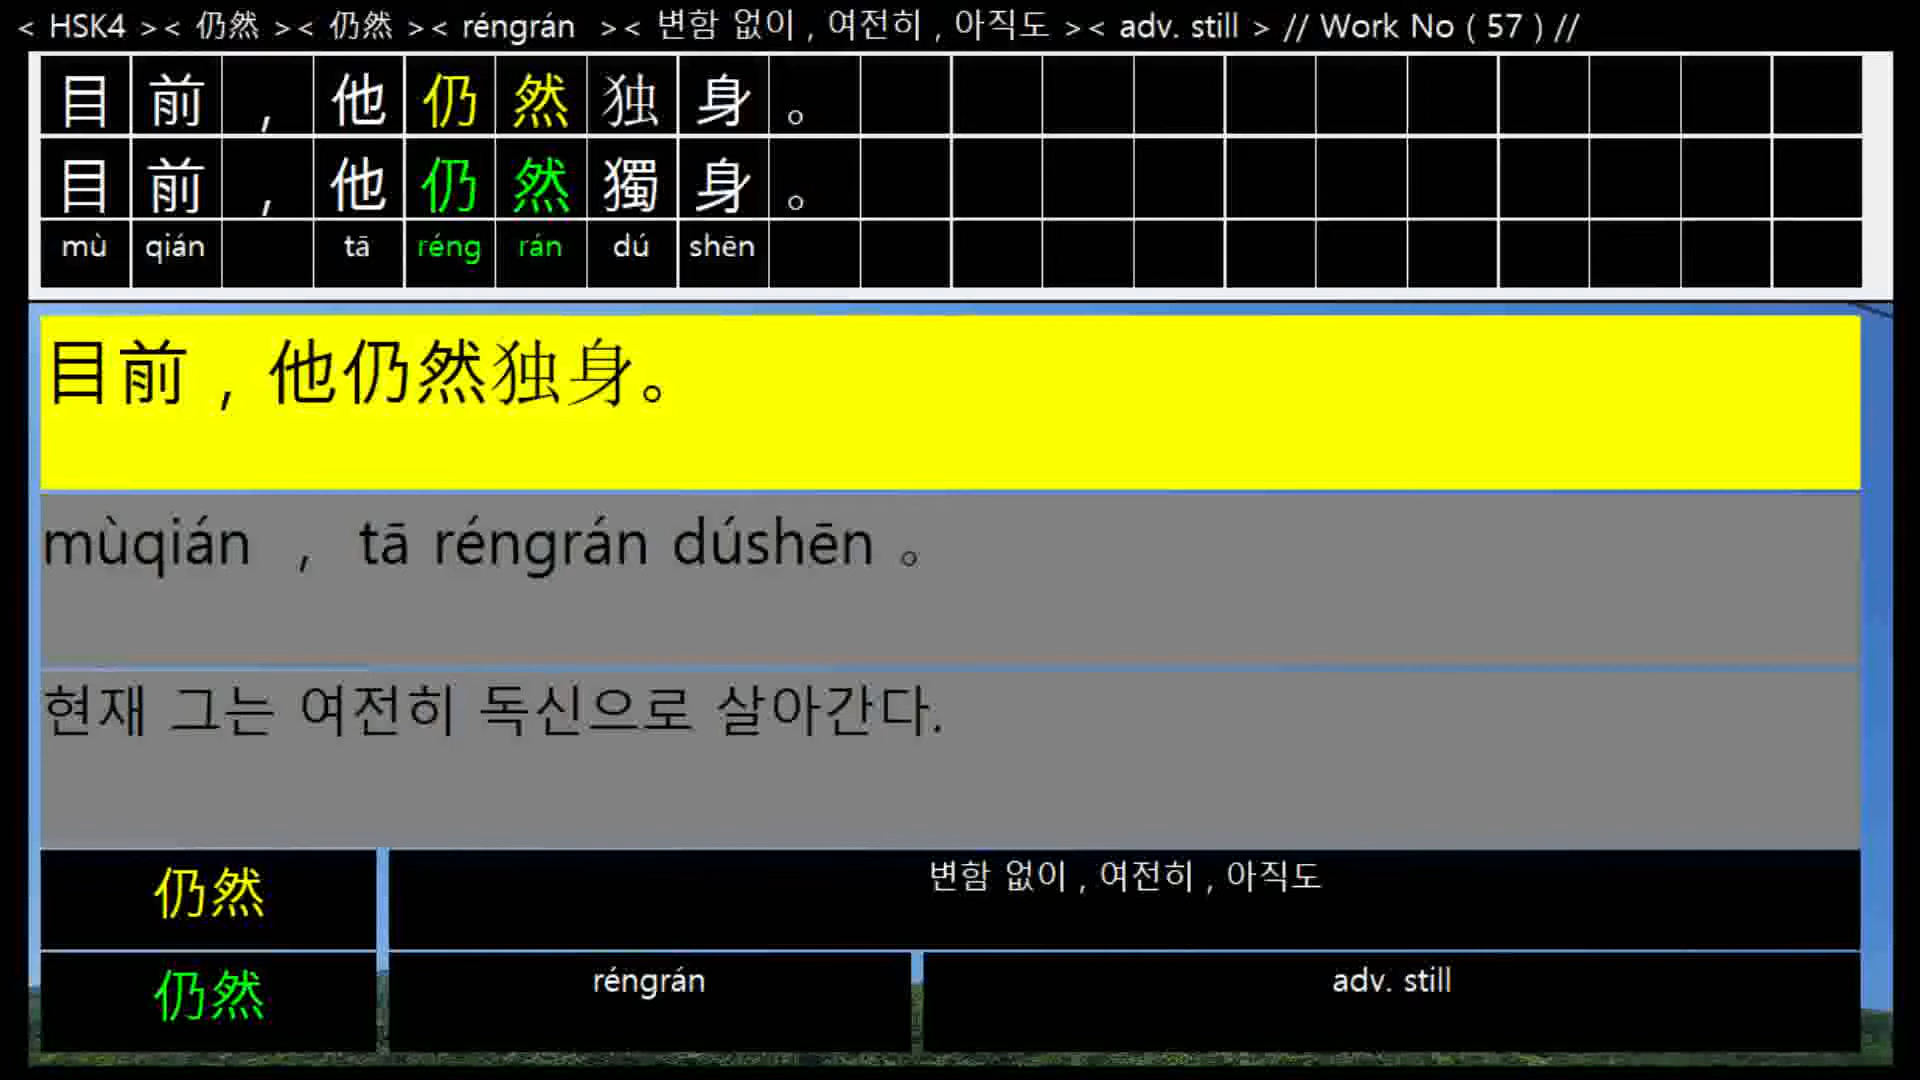 < HSK4 >< 仍然 >< 仍然 >< réngrán >< 변함 없이 , 여전히 , 아직도 >< adv. still > // Work No ( 57 ) //
目前，他仍然独身。
目前，他仍然獨身。
mù qián tā réng rán dú shēn
目前，他仍然独身。
mùqián ， tā réngrán dúshēn 。
현재 그는 여전히 독신으로 살아간다.
仍然 변함 없이 , 여전히 , 아직도
仍然 réngrán adv. still